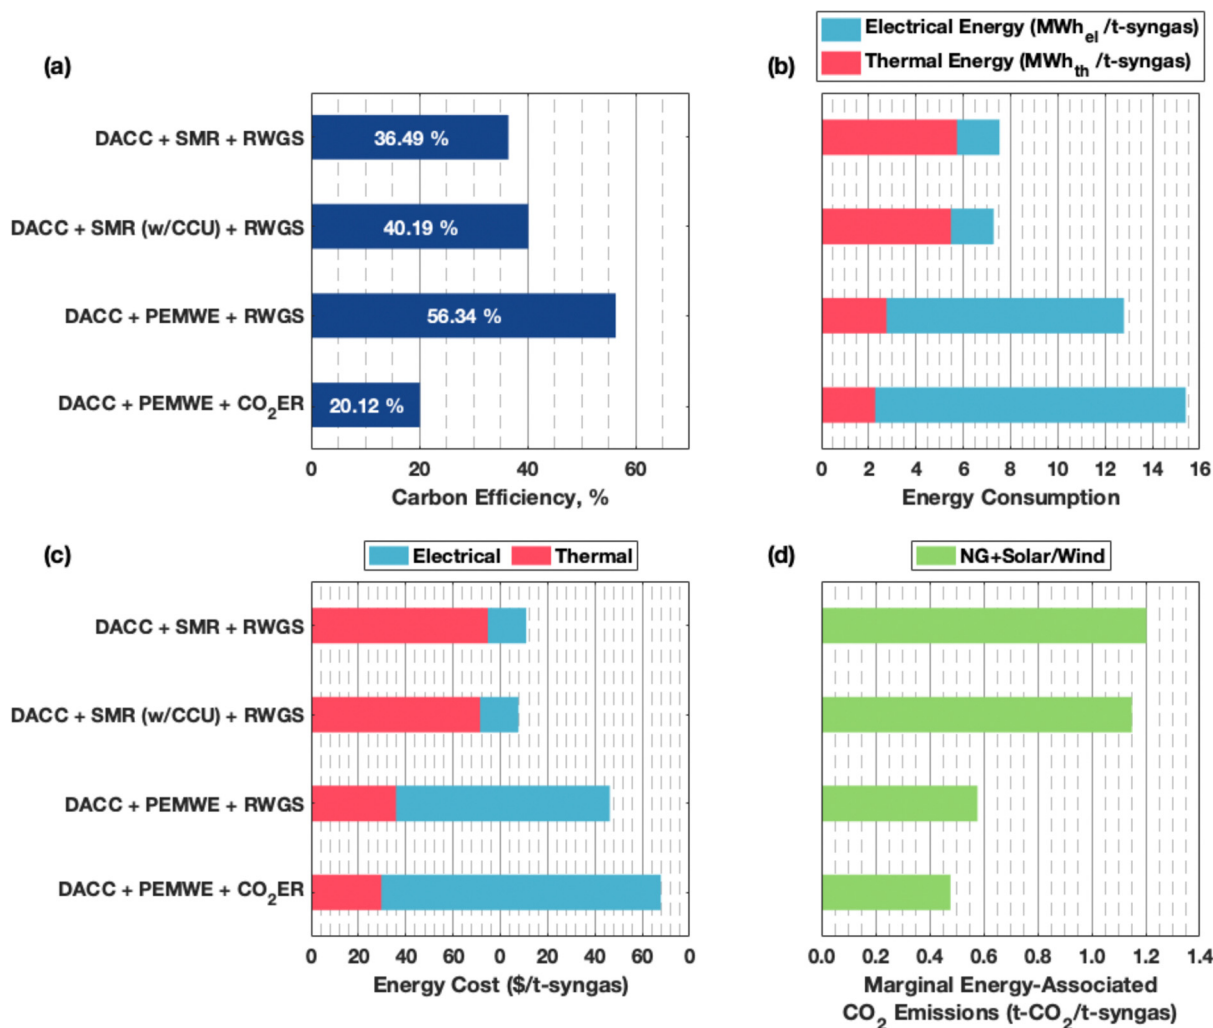 (a)
DACC + SMR + RWGS
36.49 %
DACC + SMR (w/CCU) + RWGS
40.19 %
DACC + PEMWE + RWGS
56.34 %
DACC + PEMWE + CO2ER
20.12 %
0 20 40 60
Carbon Efficiency, %
(b)
Electrical Energy (MWhel /t-syngas)
Thermal Energy (MWhth /t-syngas)
0 2 4 6 8 10 12 14 16
Energy Consumption
(c)
Electrical Thermal
DACC + SMR + RWGS
DACC + SMR (w/CCU) + RWGS
DACC + PEMWE + RWGS
DACC + PEMWE + CO2ER
0 20 40 60 0 20 40 60 0
Energy Cost ($/t-syngas)
(d)
NG+Solar/Wind
0.0 0.2 0.4 0.6 0.8 1.0 1.2 1.4
Marginal Energy-Associated
CO2 Emissions (t-CO2/t-syngas)